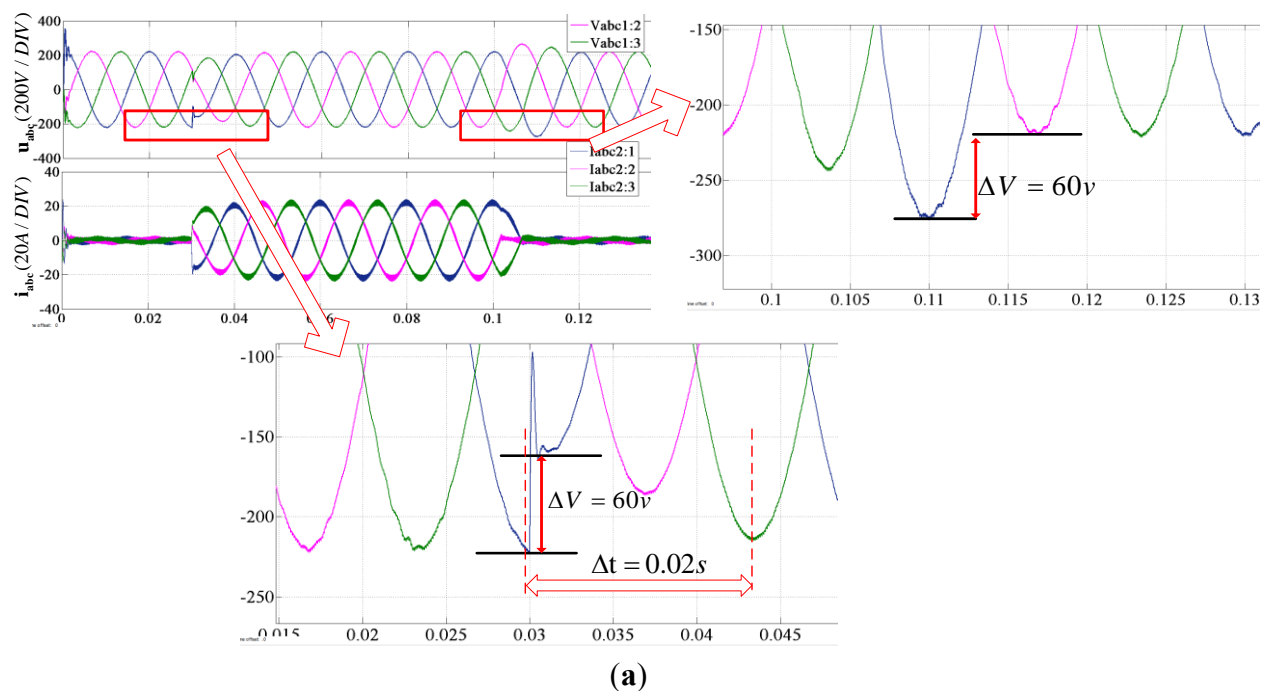 400
200
0
-200
-400
u_abc (200V / DIV)
Vabc1:2
Vabc1:3
Iabc2:1
Iabc2:2
Iabc2:3
40
20
0
-20
-40
i_abc (20A / DIV)
0 0.02 0.04 0.06 0.08 0.1 0.12
-150
-200
-250
-300
ΔV = 60v
0.1 0.105 0.11 0.115 0.12 0.125 0.13
-100
-150
-200
-250
ΔV = 60v
Δt = 0.02s
0.015 0.02 0.025 0.03 0.035 0.04 0.045
(a)